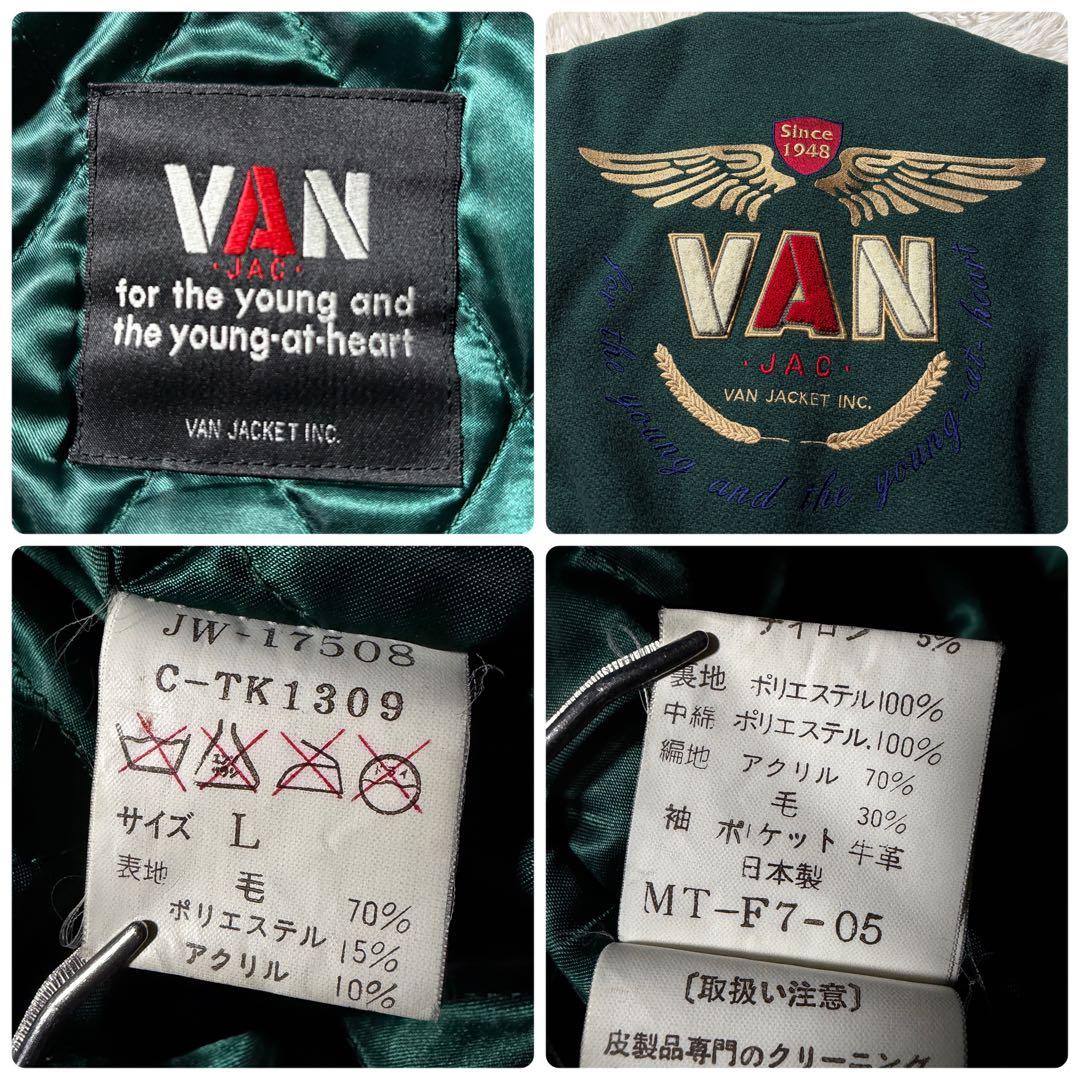 VAN
·JAC·
for the young and
the young-at-heart
VAN JACKET INC.
Since
1948
VAN
·JAC·
VAN JACKET INC.
for the young and the young-at-heart
JW-17508
C-TK1309
サイズ L
表地 毛 70%
ポリエステル 15%
アクリル 10%
ナイロン 5%
裏地 ポリエステル100%
中綿 ポリエステル.100%
編地 アクリル 70%
毛 30%
袖 ポケット 牛革
日本製
MT-F7-05
〔取扱い注意〕
皮製品専門のクリーニング